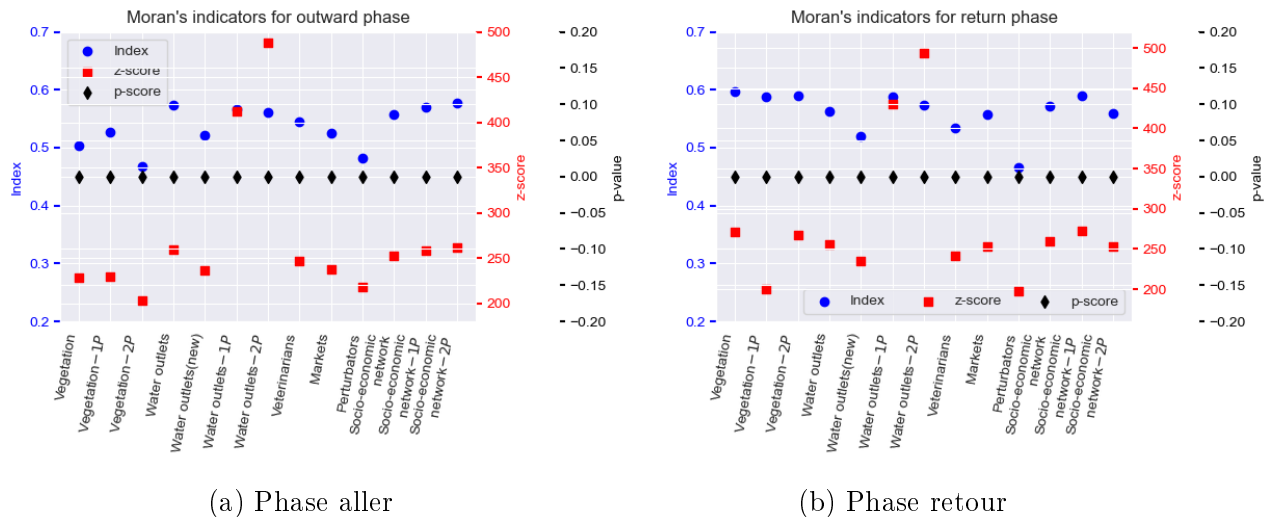 Moran's indicators for outward phase
Index
z-score
p-score
0.7
0.6
0.5
0.4
0.3
0.2
Index
500
450
400
350
300
250
200
z-score
0.20
0.15
0.10
0.05
0.00
−0.05
−0.10
−0.15
−0.20
p-value
Vegetation
Vegetation−1P
Vegetation−2P
Water outlets
Water outlets(new)
Water outlets−1P
Water outlets−2P
Veterinarians
Markets
Perturbators
Socio-economic
network
Socio-economic
network−1P
Socio-economic
network−2P
(a) Phase aller
Moran's indicators for return phase
0.7
0.6
0.5
0.4
0.3
0.2
Index
500
450
400
350
300
250
200
z-score
0.20
0.15
0.10
0.05
0.00
−0.05
−0.10
−0.15
−0.20
p-value
Index
z-score
p-score
Vegetation
Vegetation−1P
Vegetation−2P
Water outlets
Water outlets(new)
Water outlets−1P
Water outlets−2P
Veterinarians
Markets
Perturbators
Socio-economic
network
Socio-economic
network−1P
Socio-economic
network−2P
(b) Phase retour